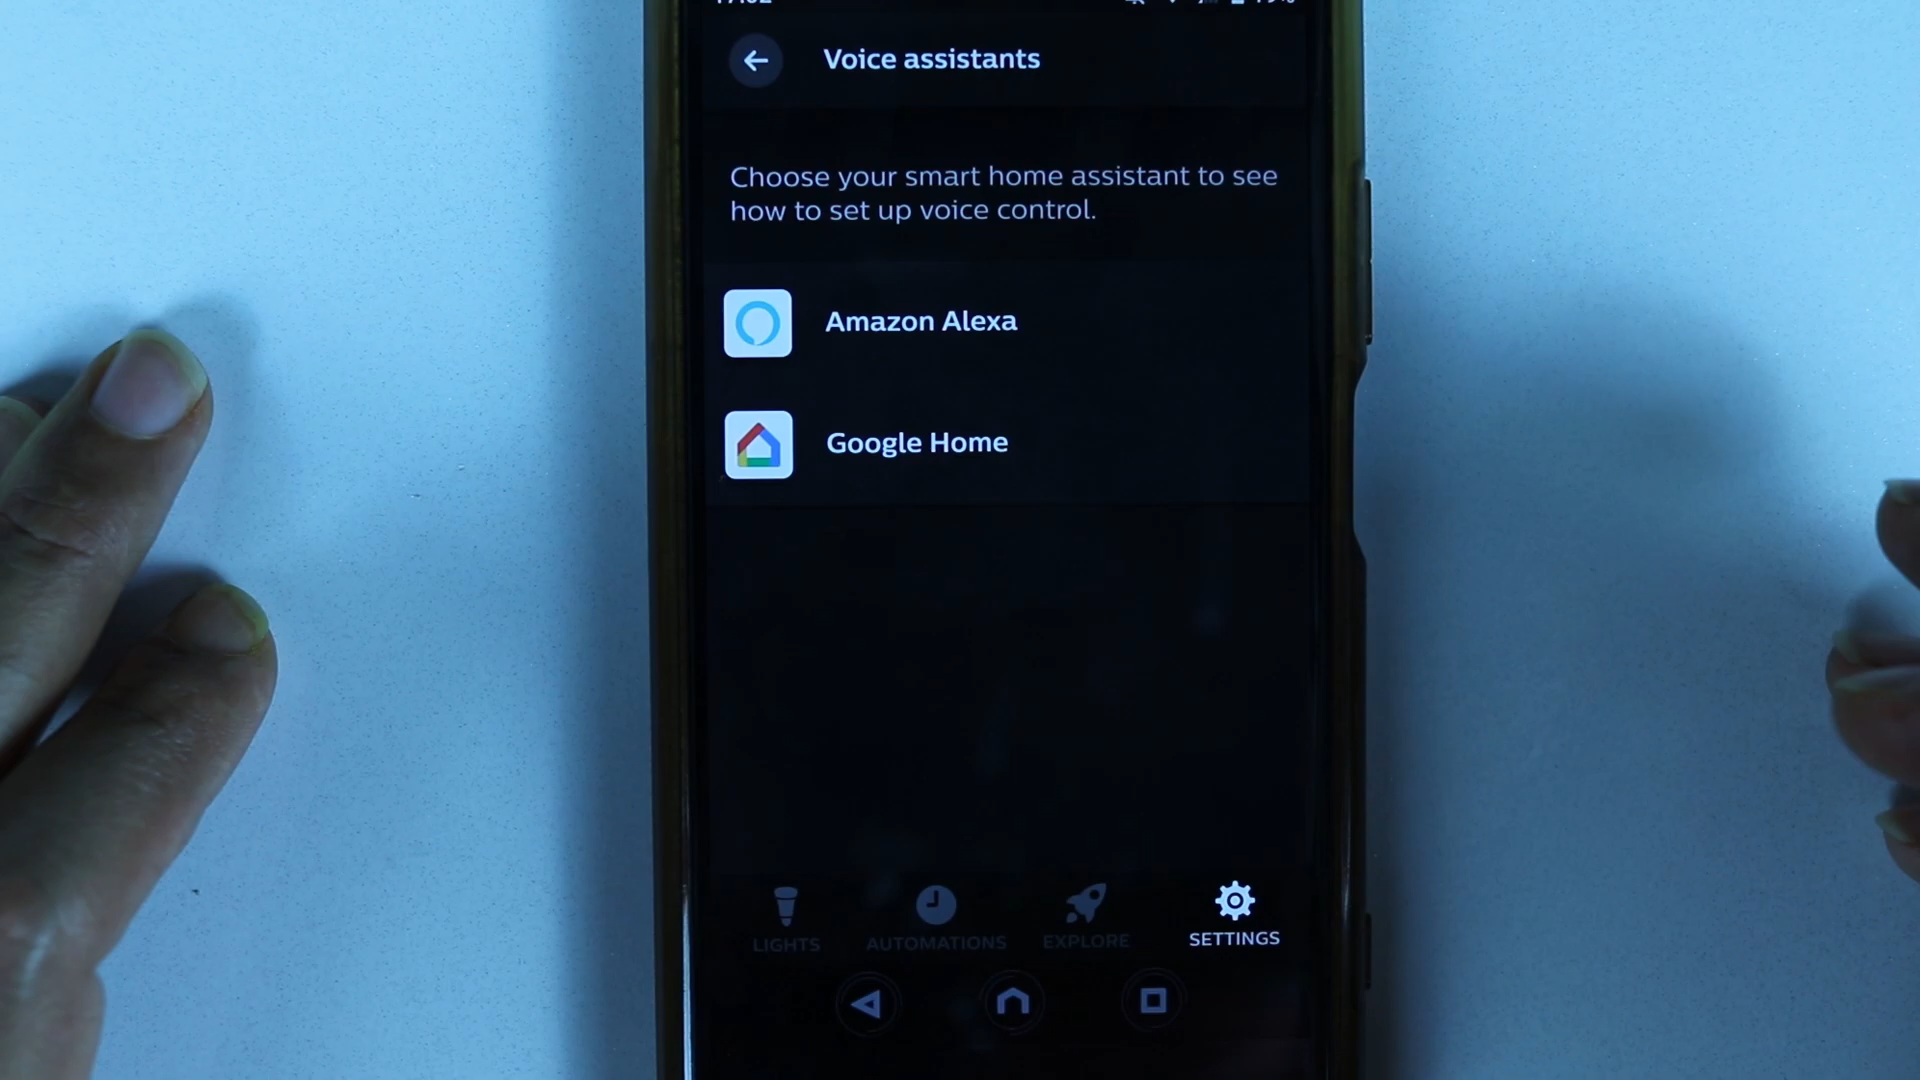 Voice assistants
Choose your smart home assistant to see
how to set up voice control.
Amazon Alexa
Google Home
LIGHTS AUTOMATIONS EXPLORE SETTINGS